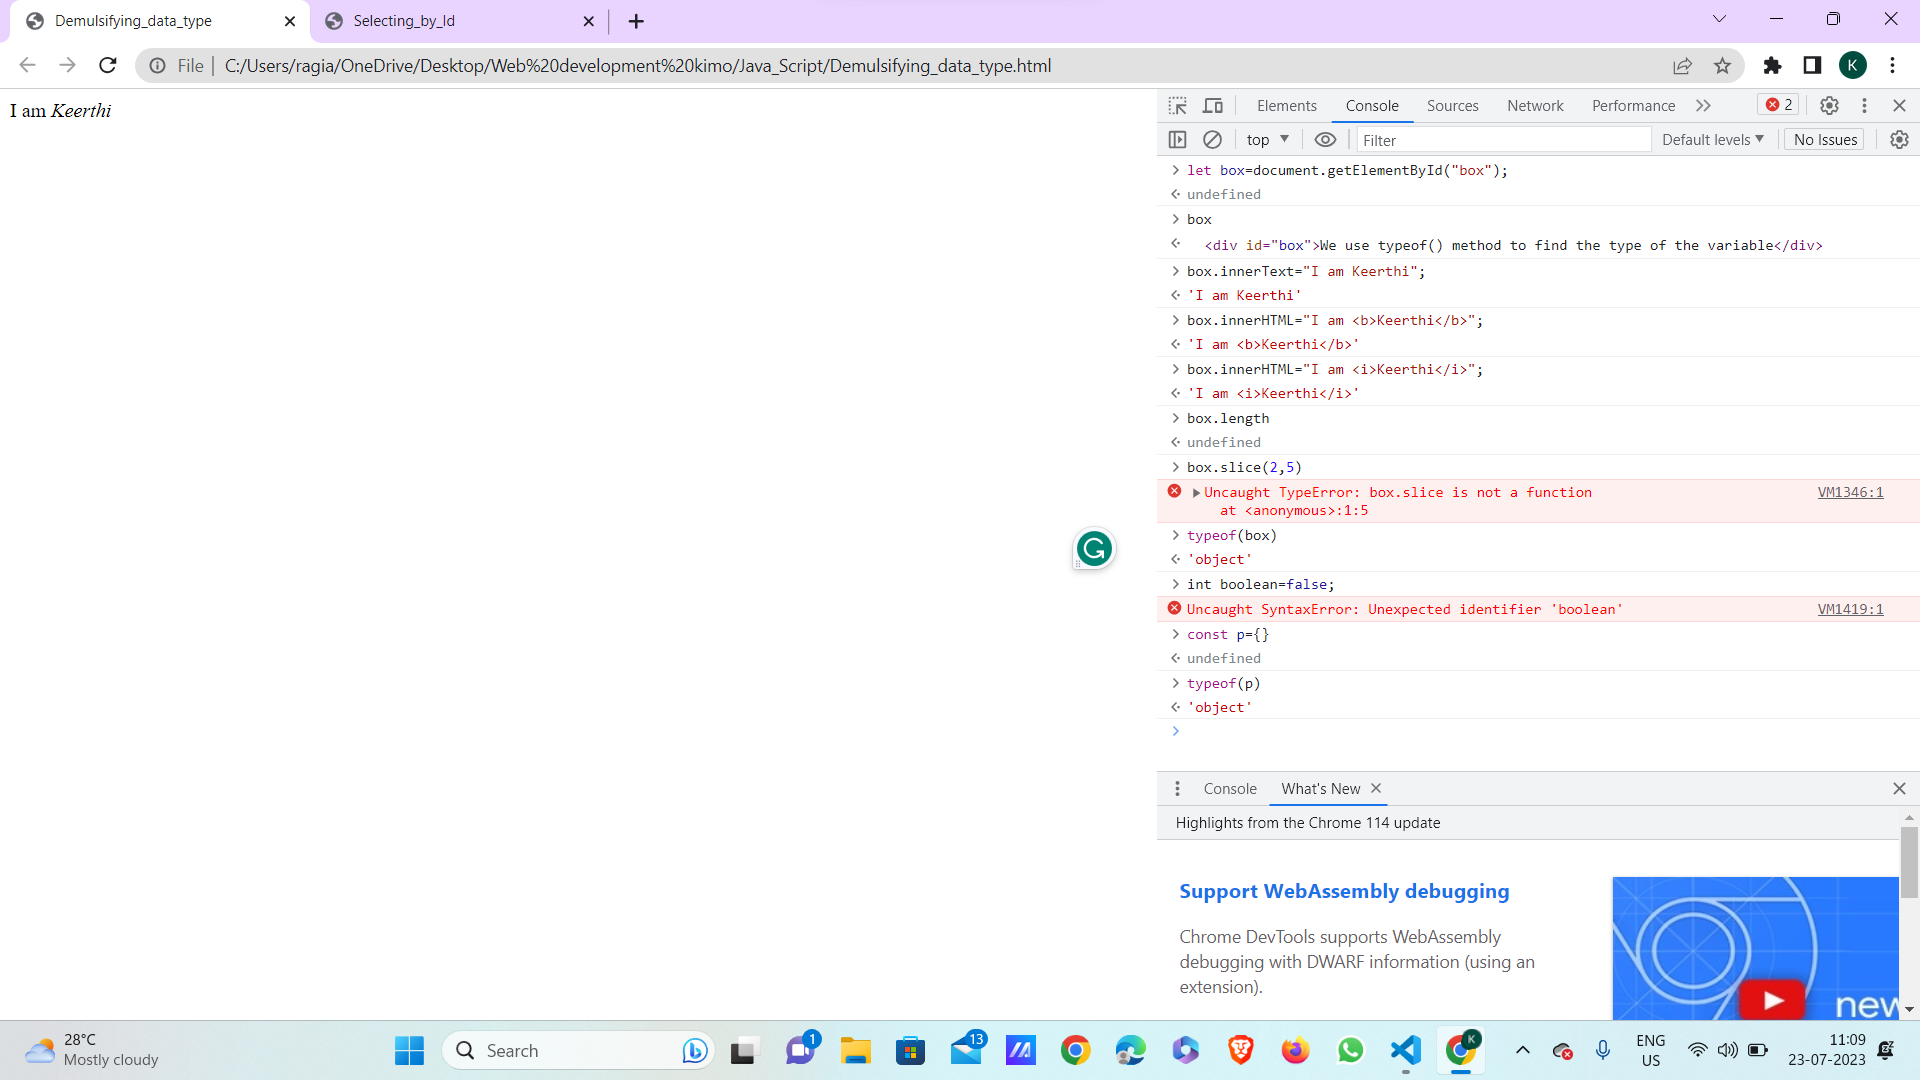 Demulsifying_data_type
Selecting_by_Id
File
C:/Users/ragia/OneDrive/Desktop/Web%20development%20kimo/Java_Script/Demulsifying_data_type.html
K
I am Keerthi
Elements Console Sources Network Performance 2
top Filter Default levels No Issues
let box=document.getElementById("box");
undefined
box
<div id="box">We use typeof() method to find the type of the variable</div>
box.innerText="I am Keerthi";
'I am Keerthi'
box.innerHTML="I am <b>Keerthi</b>";
'I am <b>Keerthi</b>'
box.innerHTML="I am <i>Keerthi</i>";
'I am <i>Keerthi</i>'
box.length
undefined
box.slice(2,5)
Uncaught TypeError: box.slice is not a function VM1346:1
at <anonymous>:1:5
typeof(box)
'object'
int boolean=false;
Uncaught SyntaxError: Unexpected identifier 'boolean' VM1419:1
const p={}
undefined
typeof(p)
'object'
Console What's New
Highlights from the Chrome 114 update
Support WebAssembly debugging
Chrome DevTools supports WebAssembly
debugging with DWARF information (using an
extension).
new
28°C
Mostly cloudy
Search
1
13
K
ENG
US
11:09
23-07-2023